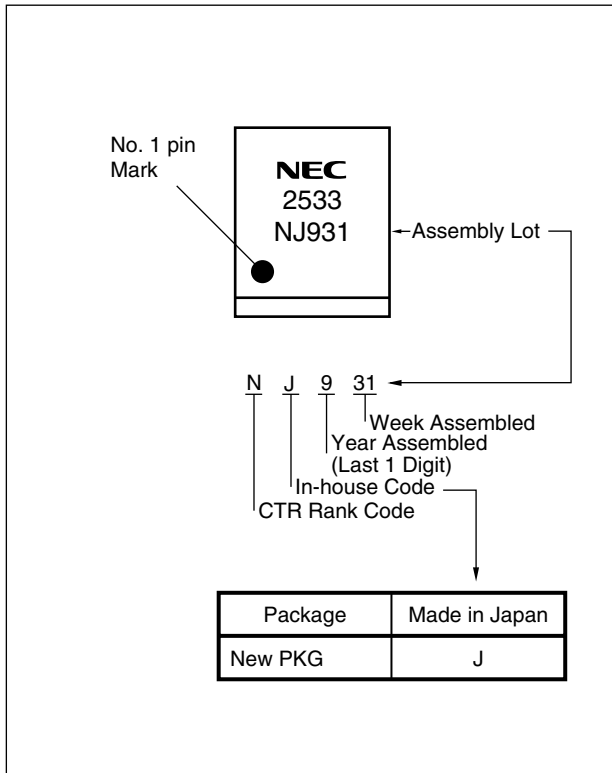 No. 1 pin
Mark
NEC
2533
NJ931
Assembly Lot
N J 9 31
Week Assembled
Year Assembled
(Last 1 Digit)
In-house Code
CTR Rank Code
Package Made in Japan
New PKG J